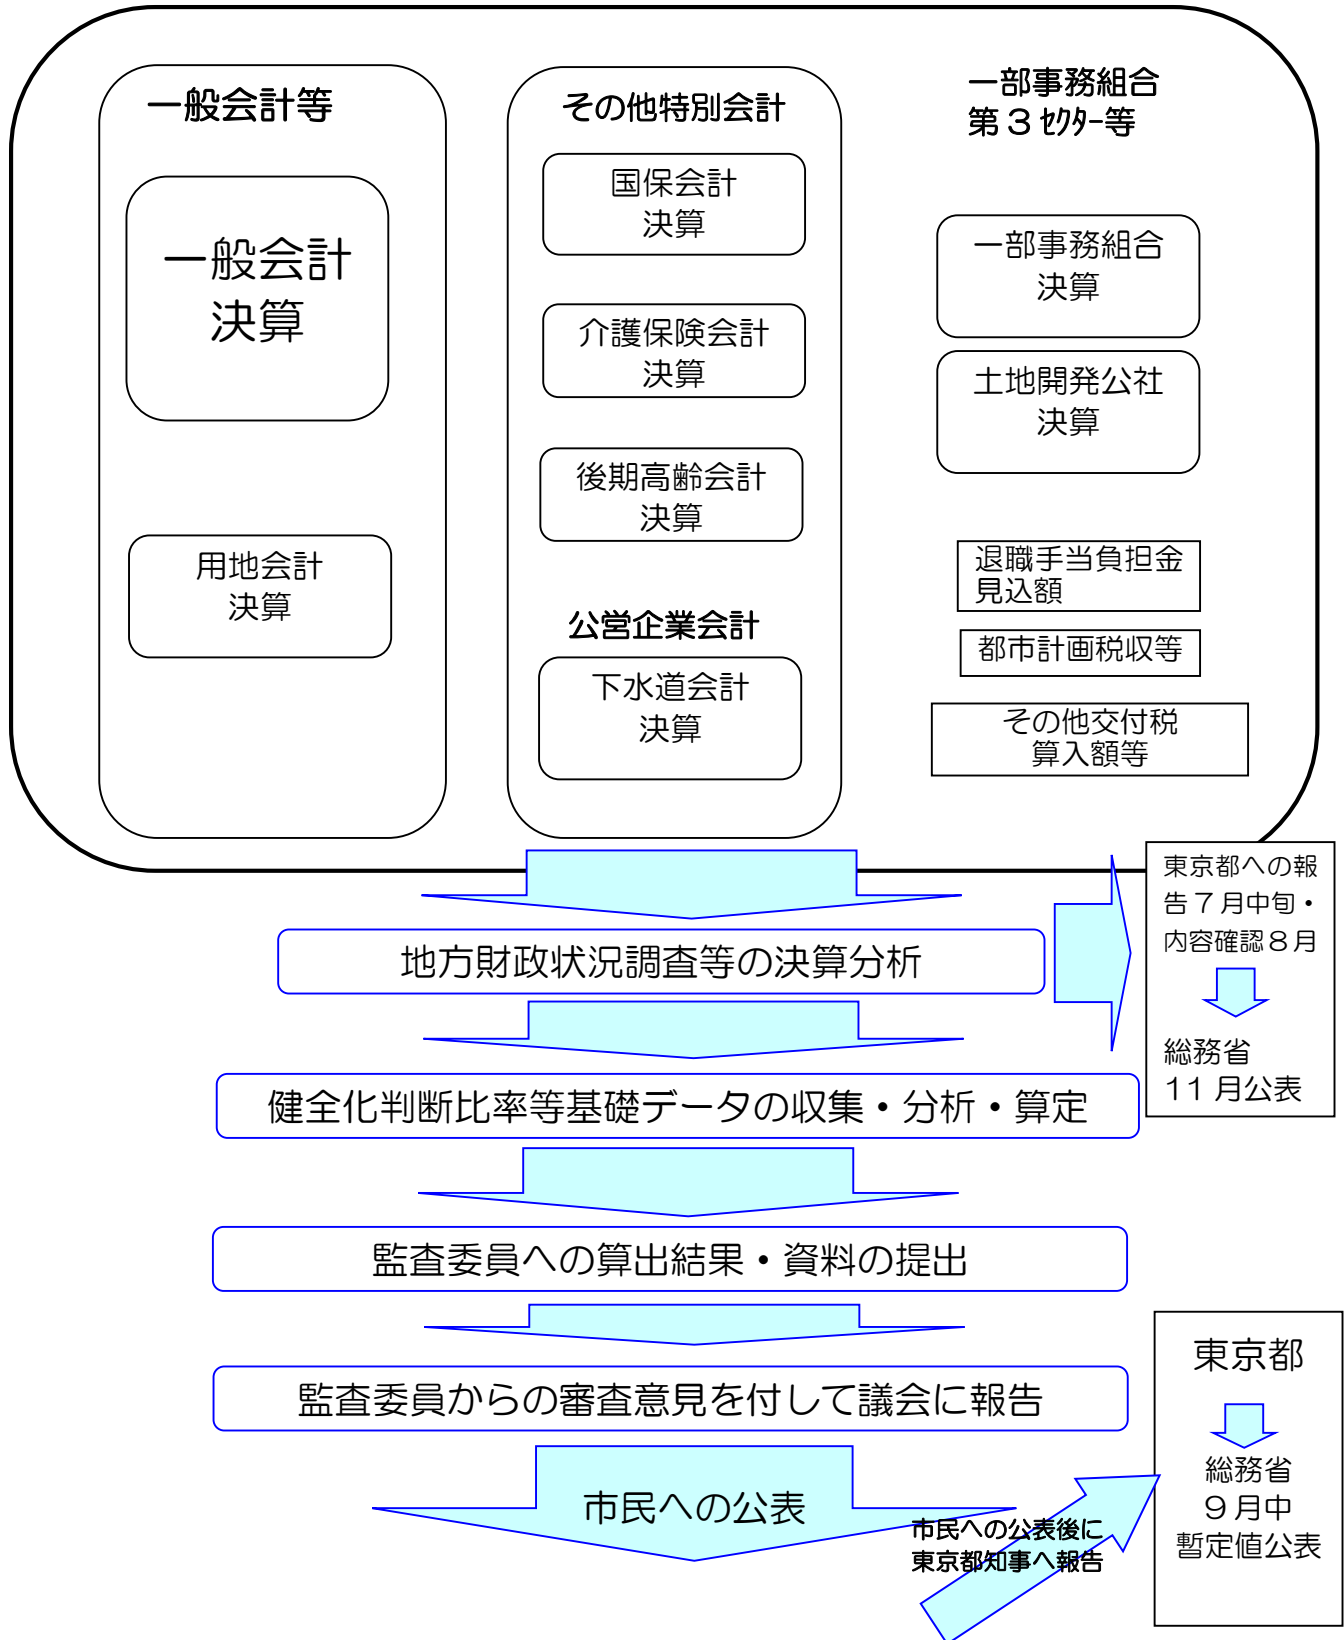 一般会計等
一般会計
決算
用地会計
決算
その他特別会計
国保会計
決算
介護保険会計
決算
後期高齢会計
決算
公営企業会計
下水道会計
決算
一部事務組合
第３ｾｸﾀｰ等
一部事務組合
決算
土地開発公社
決算
退職手当負担金
見込額
都市計画税収等
その他交付税
算入額等
地方財政状況調査等の決算分析
東京都への報
告７月中旬・
内容確認８月
総務省
11月公表
健全化判断比率等基礎データの収集・分析・算定
監査委員への算出結果・資料の提出
監査委員からの審査意見を付して議会に報告
市民への公表
市民への公表後に
東京都知事へ報告
東京都
総務省
９月中
暫定値公表